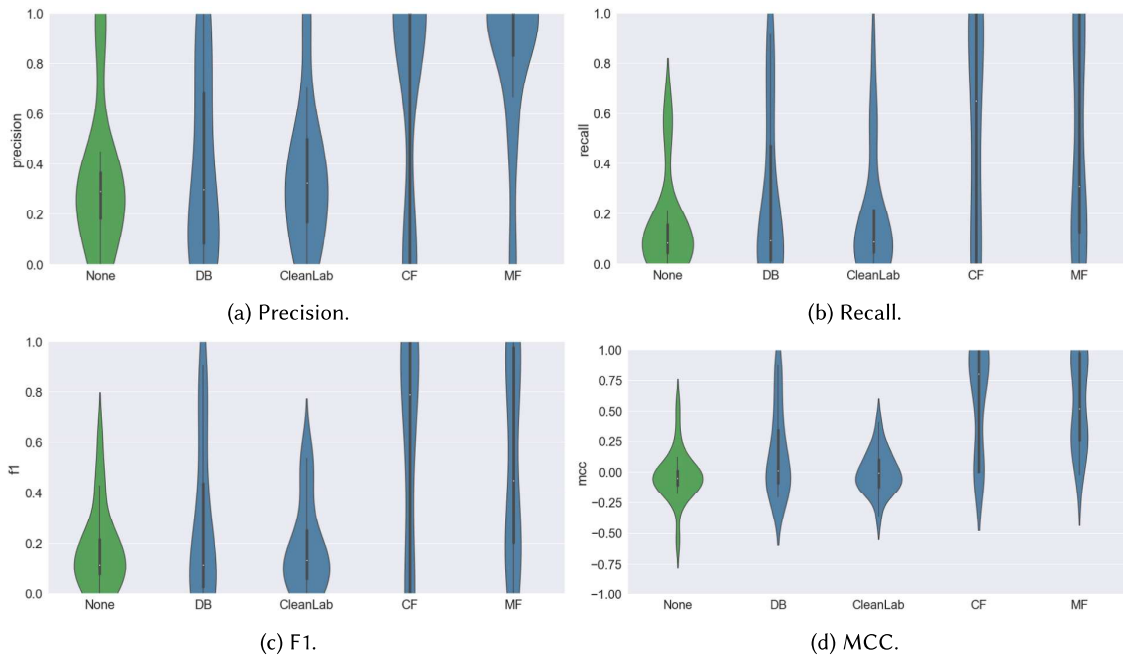 1.0
0.8
0.6
0.4
0.2
0.0
precision
None DB CleanLab CF MF
(a) Precision.
1.0
0.8
0.6
0.4
0.2
0.0
recall
None DB CleanLab CF MF
(b) Recall.
1.0
0.8
0.6
0.4
0.2
0.0
f1
None DB CleanLab CF MF
(c) F1.
1.00
0.75
0.50
0.25
0.00
−0.25
−0.50
−0.75
−1.00
mcc
None DB CleanLab CF MF
(d) MCC.